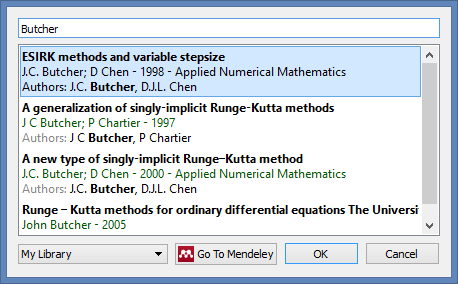 Butcher
ESIRK methods and variable stepsize
J.C. Butcher; D Chen - 1998 - Applied Numerical Mathematics
Authors: J.C. Butcher, D.J.L. Chen
A generalization of singly-implicit Runge-Kutta methods
J C Butcher; P Chartier - 1997
Authors: J C Butcher, P Chartier
A new type of singly-implicit Runge–Kutta method
J.C. Butcher; D Chen - 2000 - Applied Numerical Mathematics
Authors: J.C. Butcher, D.J.L. Chen
Runge – Kutta methods for ordinary differential equations The Universi
John Butcher - 2005
My Library
Go To Mendeley
OK
Cancel